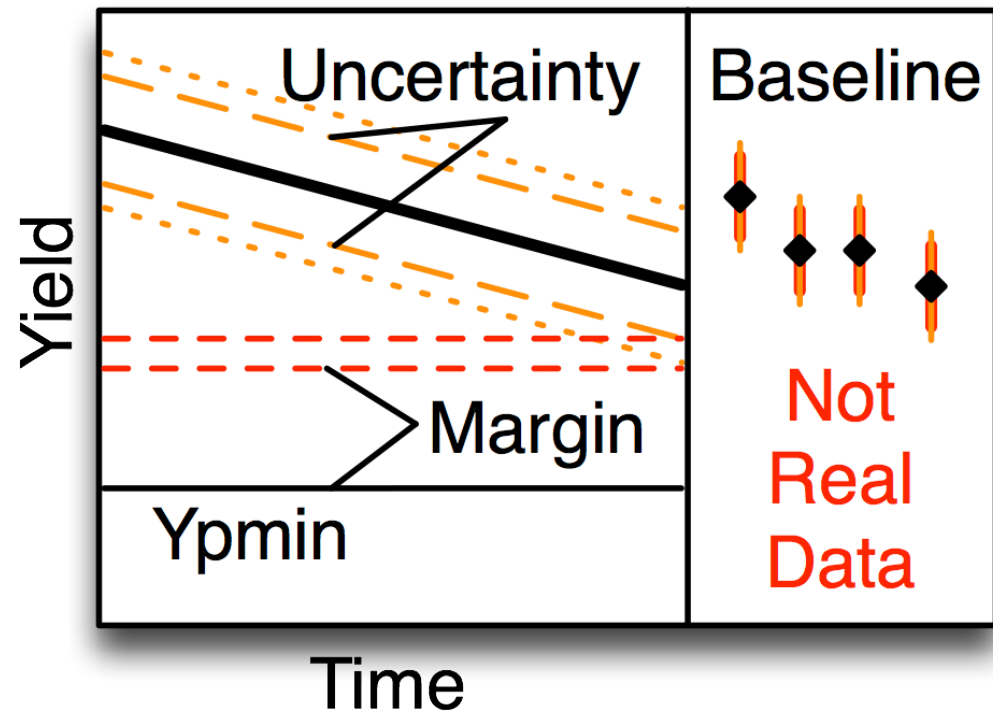 Uncertainty
Baseline
Yield
Margin
Not
Real
Data
Ypmin
Time